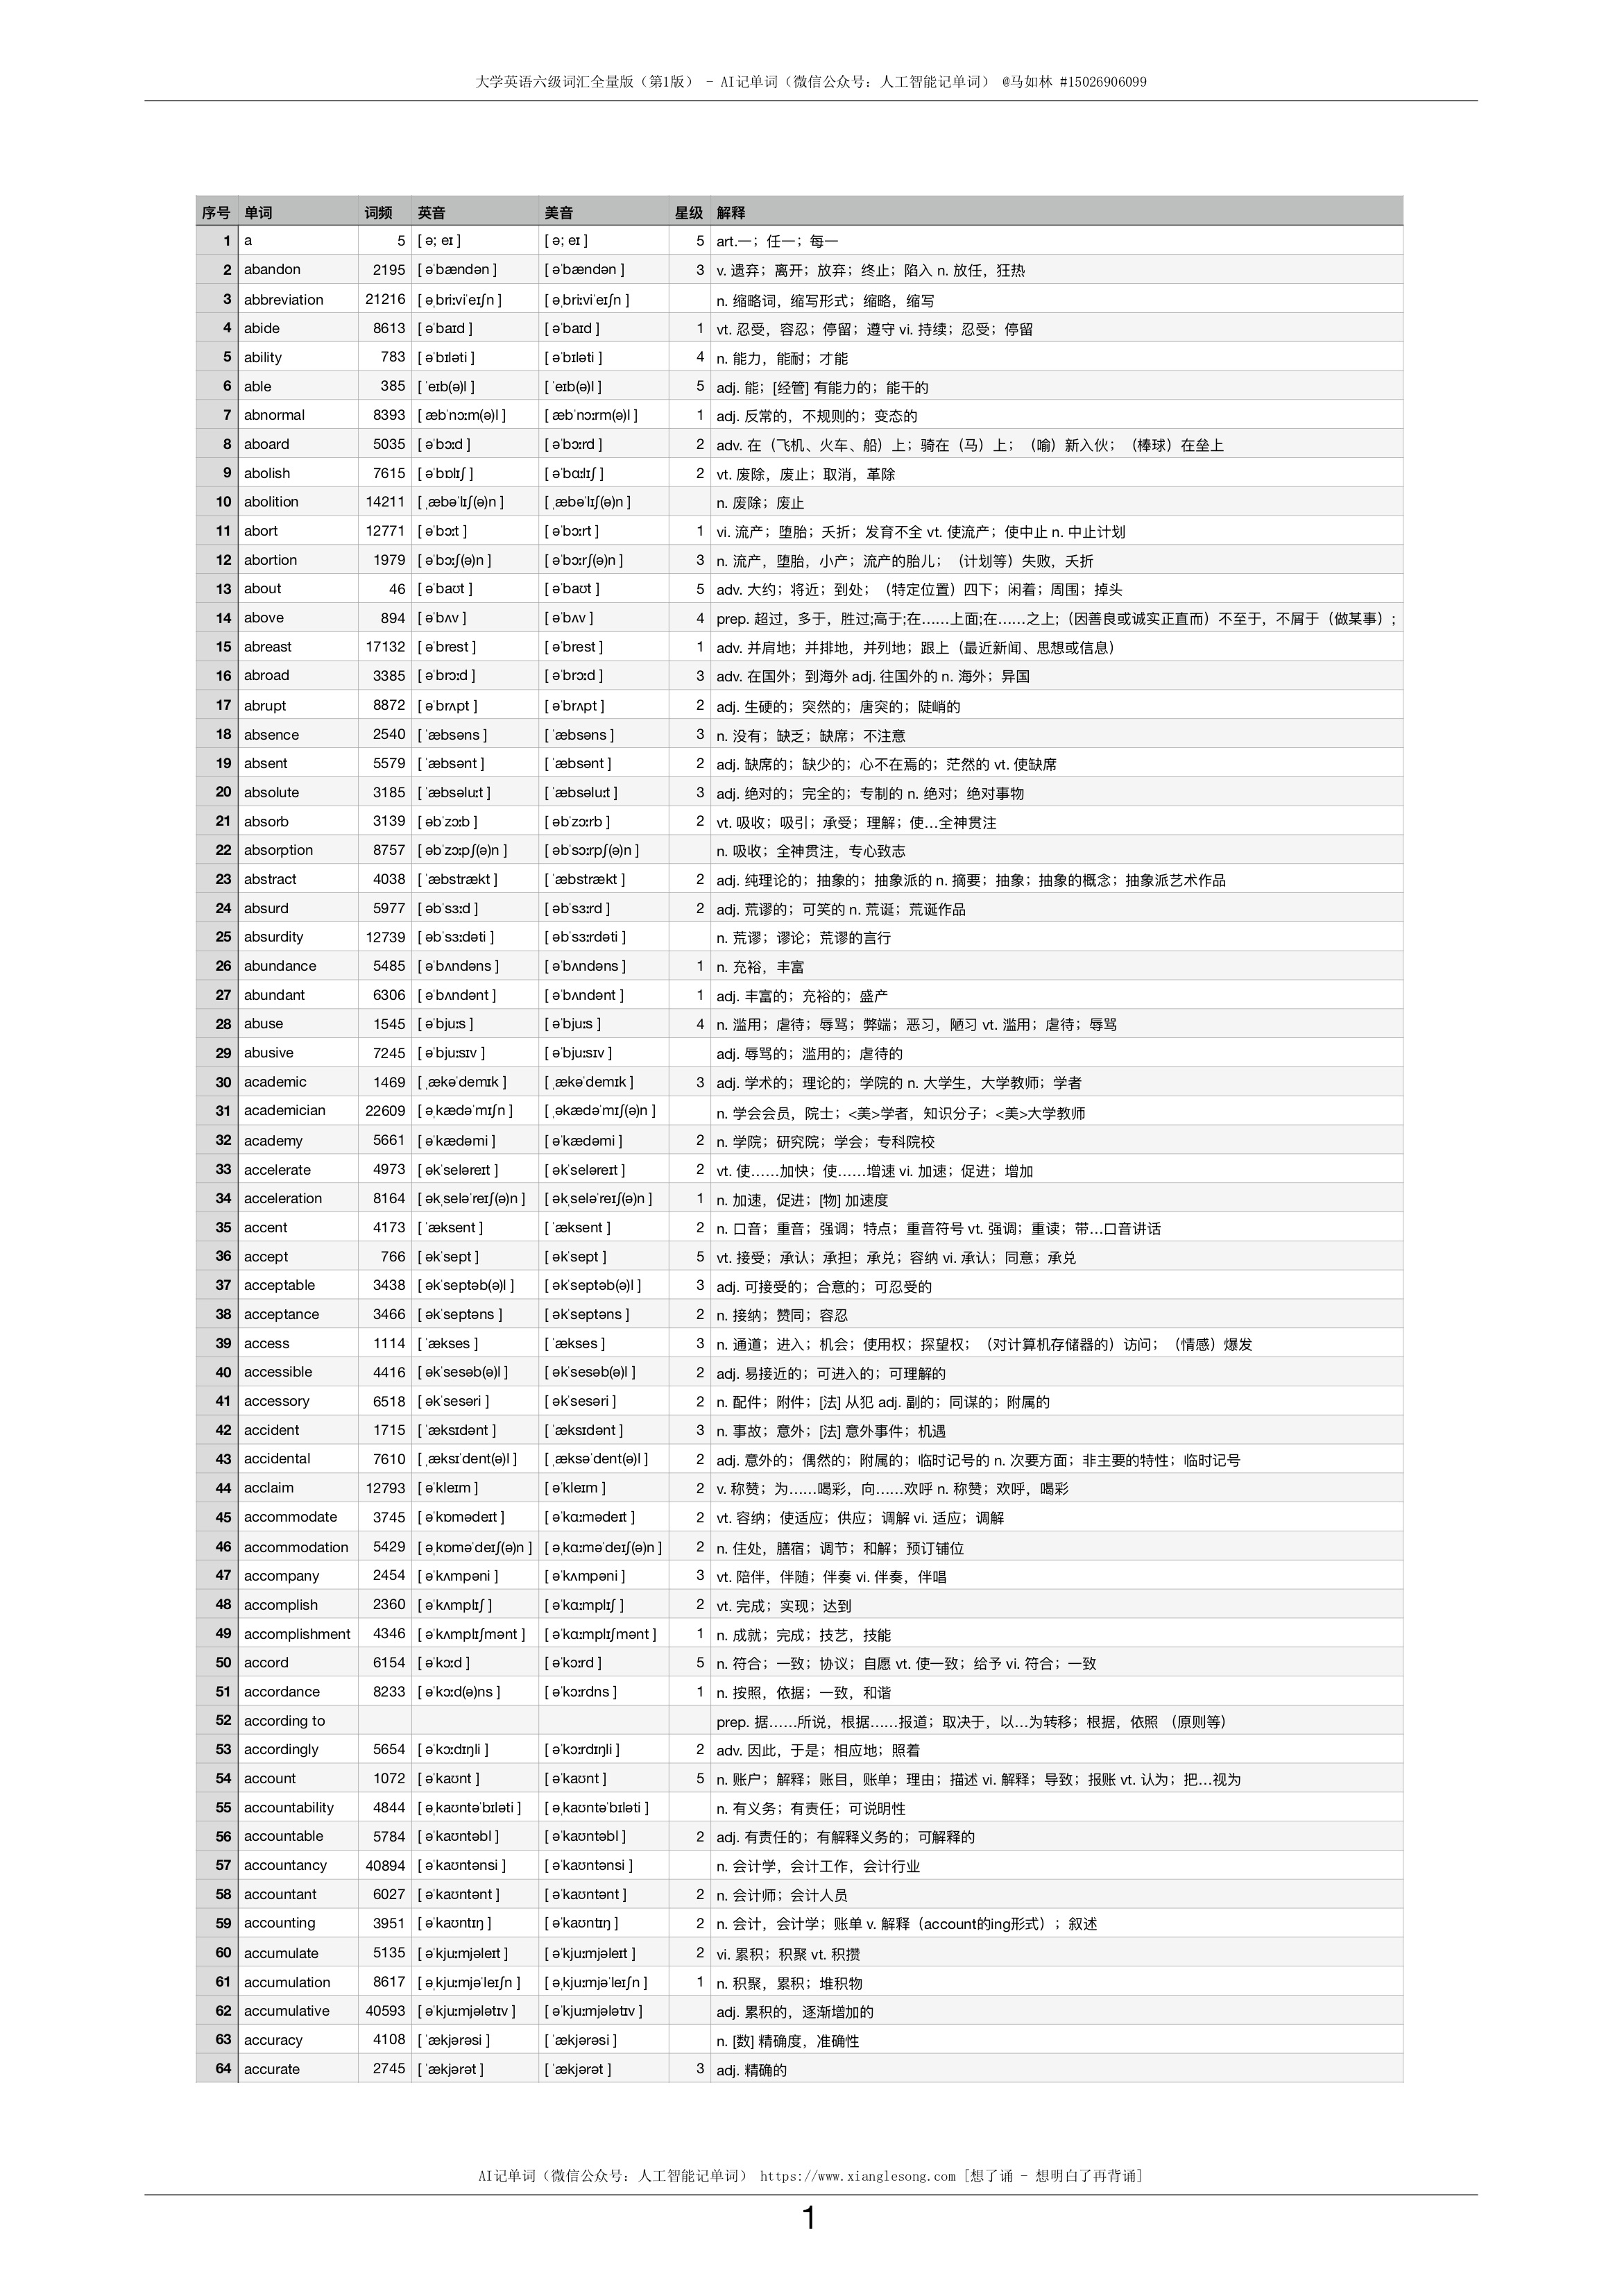 大学英语六级词汇全量版（第1版） - AI记单词（微信公众号：人工智能记单词） @马如林 #15026906099
序号 单词 词频 英音 美音 星级 解释
1 a 5 [ ə; eɪ ] [ ə; eɪ ] 5 art.一；任一；每一
2 abandon 2195 [ əˈbændən ] [ əˈbændən ] 3 v. 遗弃；离开；放弃；终止；陷入 n. 放任，狂热
3 abbreviation 21216 [ əˌbriːviˈeɪʃn ] [ əˌbriːviˈeɪʃn ] n. 缩略词，缩写形式；缩略，缩写
4 abide 8613 [ əˈbaɪd ] [ əˈbaɪd ] 1 vt. 忍受，容忍；停留；遵守 vi. 持续；忍受；停留
5 ability 783 [ əˈbɪləti ] [ əˈbɪləti ] 4 n. 能力，能耐；才能
6 able 385 [ ˈeɪb(ə)l ] [ ˈeɪb(ə)l ] 5 adj. 能；[经管] 有能力的；能干的
7 abnormal 8393 [ æbˈnɔːm(ə)l ] [ æbˈnɔːrm(ə)l ] 1 adj. 反常的，不规则的；变态的
8 aboard 5035 [ əˈbɔːd ] [ əˈbɔːrd ] 2 adv. 在（飞机、火车、船）上；骑在（马）上；（喻）新入伙；（棒球）在垒上
9 abolish 7615 [ əˈbɒlɪʃ ] [ əˈbɑːlɪʃ ] 2 vt. 废除，废止；取消，革除
10 abolition 14211 [ ˌæbəˈlɪʃ(ə)n ] [ ˌæbəˈlɪʃ(ə)n ] n. 废除；废止
11 abort 12771 [ əˈbɔːt ] [ əˈbɔːrt ] 1 vi. 流产；堕胎；夭折；发育不全 vt. 使流产；使中止 n. 中止计划
12 abortion 1979 [ əˈbɔːʃ(ə)n ] [ əˈbɔːrʃ(ə)n ] 3 n. 流产，堕胎，小产；流产的胎儿；（计划等）失败，夭折
13 about 46 [ əˈbaʊt ] [ əˈbaʊt ] 5 adv. 大约；将近；到处；（特定位置）四下；闲着；周围；掉头
14 above 894 [ əˈbʌv ] [ əˈbʌv ] 4 prep. 超过，多于，胜过;高于;在……上面;在……之上;（因善良或诚实正直而）不至于，不屑于（做某事）;
15 abreast 17132 [ əˈbrest ] [ əˈbrest ] 1 adv. 并肩地；并排地，并列地；跟上（最近新闻、思想或信息）
16 abroad 3385 [ əˈbrɔːd ] [ əˈbrɔːd ] 3 adv. 在国外；到海外 adj. 往国外的 n. 海外；异国
17 abrupt 8872 [ əˈbrʌpt ] [ əˈbrʌpt ] 2 adj. 生硬的；突然的；唐突的；陡峭的
18 absence 2540 [ ˈæbsəns ] [ ˈæbsəns ] 3 n. 没有；缺乏；缺席；不注意
19 absent 5579 [ ˈæbsənt ] [ ˈæbsənt ] 2 adj. 缺席的；缺少的；心不在焉的；茫然的 vt. 使缺席
20 absolute 3185 [ ˈæbsəluːt ] [ ˈæbsəluːt ] 3 adj. 绝对的；完全的；专制的 n. 绝对；绝对事物
21 absorb 3139 [ əbˈzɔːb ] [ əbˈzɔːrb ] 2 vt. 吸收；吸引；承受；理解；使…全神贯注
22 absorption 8757 [ əbˈzɔːpʃ(ə)n ] [ əbˈsɔːrpʃ(ə)n ] n. 吸收；全神贯注，专心致志
23 abstract 4038 [ ˈæbstrækt ] [ ˈæbstrækt ] 2 adj. 纯理论的；抽象的；抽象派的 n. 摘要；抽象；抽象的概念；抽象派艺术作品
24 absurd 5977 [ əbˈsɜːd ] [ əbˈsɜːrd ] 2 adj. 荒谬的；可笑的 n. 荒诞；荒诞作品
25 absurdity 12739 [ əbˈsɜːdəti ] [ əbˈsɜːrdəti ] n. 荒谬；谬论；荒谬的言行
26 abundance 5485 [ əˈbʌndəns ] [ əˈbʌndəns ] 1 n. 充裕，丰富
27 abundant 6306 [ əˈbʌndənt ] [ əˈbʌndənt ] 1 adj. 丰富的；充裕的；盛产
28 abuse 1545 [ əˈbjuːs ] [ əˈbjuːs ] 4 n. 滥用；虐待；辱骂；弊端；恶习，陋习 vt. 滥用；虐待；辱骂
29 abusive 7245 [ əˈbjuːsɪv ] [ əˈbjuːsɪv ] adj. 辱骂的；滥用的；虐待的
30 academic 1469 [ ˌækəˈdemɪk ] [ ˌækəˈdemɪk ] 3 adj. 学术的；理论的；学院的 n. 大学生，大学教师；学者
31 academician 22609 [ əˌkædəˈmɪʃn ] [ ˌəkædəˈmɪʃ(ə)n ] n. 学会会员，院士；<美>学者，知识分子；<美>大学教师
32 academy 5661 [ əˈkædəmi ] [ əˈkædəmi ] 2 n. 学院；研究院；学会；专科院校
33 accelerate 4973 [ əkˈseləreɪt ] [ əkˈseləreɪt ] 2 vt. 使……加快；使……增速 vi. 加速；促进；增加
34 acceleration 8164 [ əkˌseləˈreɪʃ(ə)n ] [ əkˌseləˈreɪʃ(ə)n ] 1 n. 加速，促进；[物] 加速度
35 accent 4173 [ ˈæksent ] [ ˈæksent ] 2 n. 口音；重音；强调；特点；重音符号 vt. 强调；重读；带…口音讲话
36 accept 766 [ əkˈsept ] [ əkˈsept ] 5 vt. 接受；承认；承担；承兑；容纳 vi. 承认；同意；承兑
37 acceptable 3438 [ əkˈseptəb(ə)l ] [ əkˈseptəb(ə)l ] 3 adj. 可接受的；合意的；可忍受的
38 acceptance 3466 [ əkˈseptəns ] [ əkˈseptəns ] 2 n. 接纳；赞同；容忍
39 access 1114 [ ˈækses ] [ ˈækses ] 3 n. 通道；进入；机会；使用权；探望权；（对计算机存储器的）访问；（情感）爆发
40 accessible 4416 [ əkˈsesəb(ə)l ] [ əkˈsesəb(ə)l ] 2 adj. 易接近的；可进入的；可理解的
41 accessory 6518 [ əkˈsesəri ] [ əkˈsesəri ] 2 n. 配件；附件；[法] 从犯 adj. 副的；同谋的；附属的
42 accident 1715 [ ˈæksɪdənt ] [ ˈæksɪdənt ] 3 n. 事故；意外；[法] 意外事件；机遇
43 accidental 7610 [ ˌæksɪˈdent(ə)l ] [ ˌæksəˈdent(ə)l ] 2 adj. 意外的；偶然的；附属的；临时记号的 n. 次要方面；非主要的特性；临时记号
44 acclaim 12793 [ əˈkleɪm ] [ əˈkleɪm ] 2 v. 称赞；为……喝彩，向……欢呼 n. 称赞；欢呼，喝彩
45 accommodate 3745 [ əˈkɒmədeɪt ] [ əˈkɑːmədeɪt ] 2 vt. 容纳；使适应；供应；调解 vi. 适应；调解
46 accommodation 5429 [ əˌkɒməˈdeɪʃ(ə)n ] [ əˌkɑːməˈdeɪʃ(ə)n ] 2 n. 住处，膳宿；调节；和解；预订铺位
47 accompany 2454 [ əˈkʌmpəni ] [ əˈkʌmpəni ] 3 vt. 陪伴，伴随；伴奏 vi. 伴奏，伴唱
48 accomplish 2360 [ əˈkʌmplɪʃ ] [ əˈkɑːmplɪʃ ] 2 vt. 完成；实现；达到
49 accomplishment 4346 [ əˈkʌmplɪʃmənt ] [ əˈkɑːmplɪʃmənt ] 1 n. 成就；完成；技艺，技能
50 accord 6154 [ əˈkɔːd ] [ əˈkɔːrd ] 5 n. 符合；一致；协议；自愿 vt. 使一致；给予 vi. 符合；一致
51 accordance 8233 [ əˈkɔːd(ə)ns ] [ əˈkɔːrdns ] 1 n. 按照，依据；一致，和谐
52 according to prep. 据……所说，根据……报道；取决于，以…为转移；根据，依照 （原则等）
53 accordingly 5654 [ əˈkɔːdɪŋli ] [ əˈkɔːrdɪŋli ] 2 adv. 因此，于是；相应地；照着
54 account 1072 [ əˈkaʊnt ] [ əˈkaʊnt ] 5 n. 账户；解释；账目，账单；理由；描述 vi. 解释；导致；报账 vt. 认为；把…视为
55 accountability 4844 [ əˌkaʊntəˈbɪləti ] [ əˌkaʊntəˈbɪləti ] n. 有义务；有责任；可说明性
56 accountable 5784 [ əˈkaʊntəbl ] [ əˈkaʊntəbl ] 2 adj. 有责任的；有解释义务的；可解释的
57 accountancy 40894 [ əˈkaʊntənsi ] [ əˈkaʊntənsi ] n. 会计学，会计工作，会计行业
58 accountant 6027 [ əˈkaʊntənt ] [ əˈkaʊntənt ] 2 n. 会计师；会计人员
59 accounting 3951 [ əˈkaʊntɪŋ ] [ əˈkaʊntɪŋ ] 2 n. 会计，会计学；账单 v. 解释（account的ing形式）；叙述
60 accumulate 5135 [ əˈkjuːmjəleɪt ] [ əˈkjuːmjəleɪt ] 2 vi. 累积；积聚 vt. 积攒
61 accumulation 8617 [ əˌkjuːmjəˈleɪʃn ] [ əˌkjuːmjəˈleɪʃn ] 1 n. 积聚，累积；堆积物
62 accumulative 40593 [ əˈkjuːmjələtɪv ] [ əˈkjuːmjələtɪv ] adj. 累积的，逐渐增加的
63 accuracy 4108 [ ˈækjərəsi ] [ ˈækjərəsi ] n. [数] 精确度，准确性
64 accurate 2745 [ ˈækjərət ] [ ˈækjərət ] 3 adj. 精确的
AI记单词（微信公众号：人工智能记单词） https://www.xianglesong.com [想了诵 - 想明白了再背诵]
1